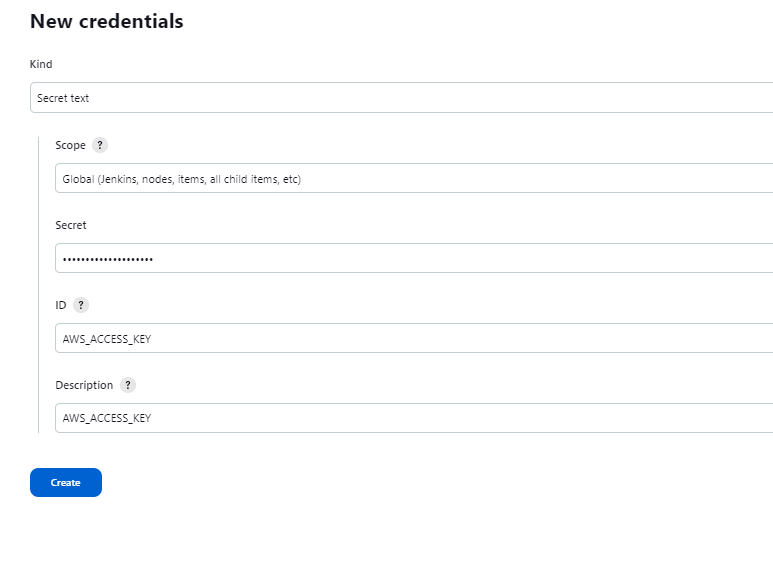 New credentials
Kind
Secret text
Scope ?
Global (Jenkins, nodes, items, all child items, etc)
Secret
••••••••••••••••••••
ID ?
AWS_ACCESS_KEY
Description ?
AWS_ACCESS_KEY
Create